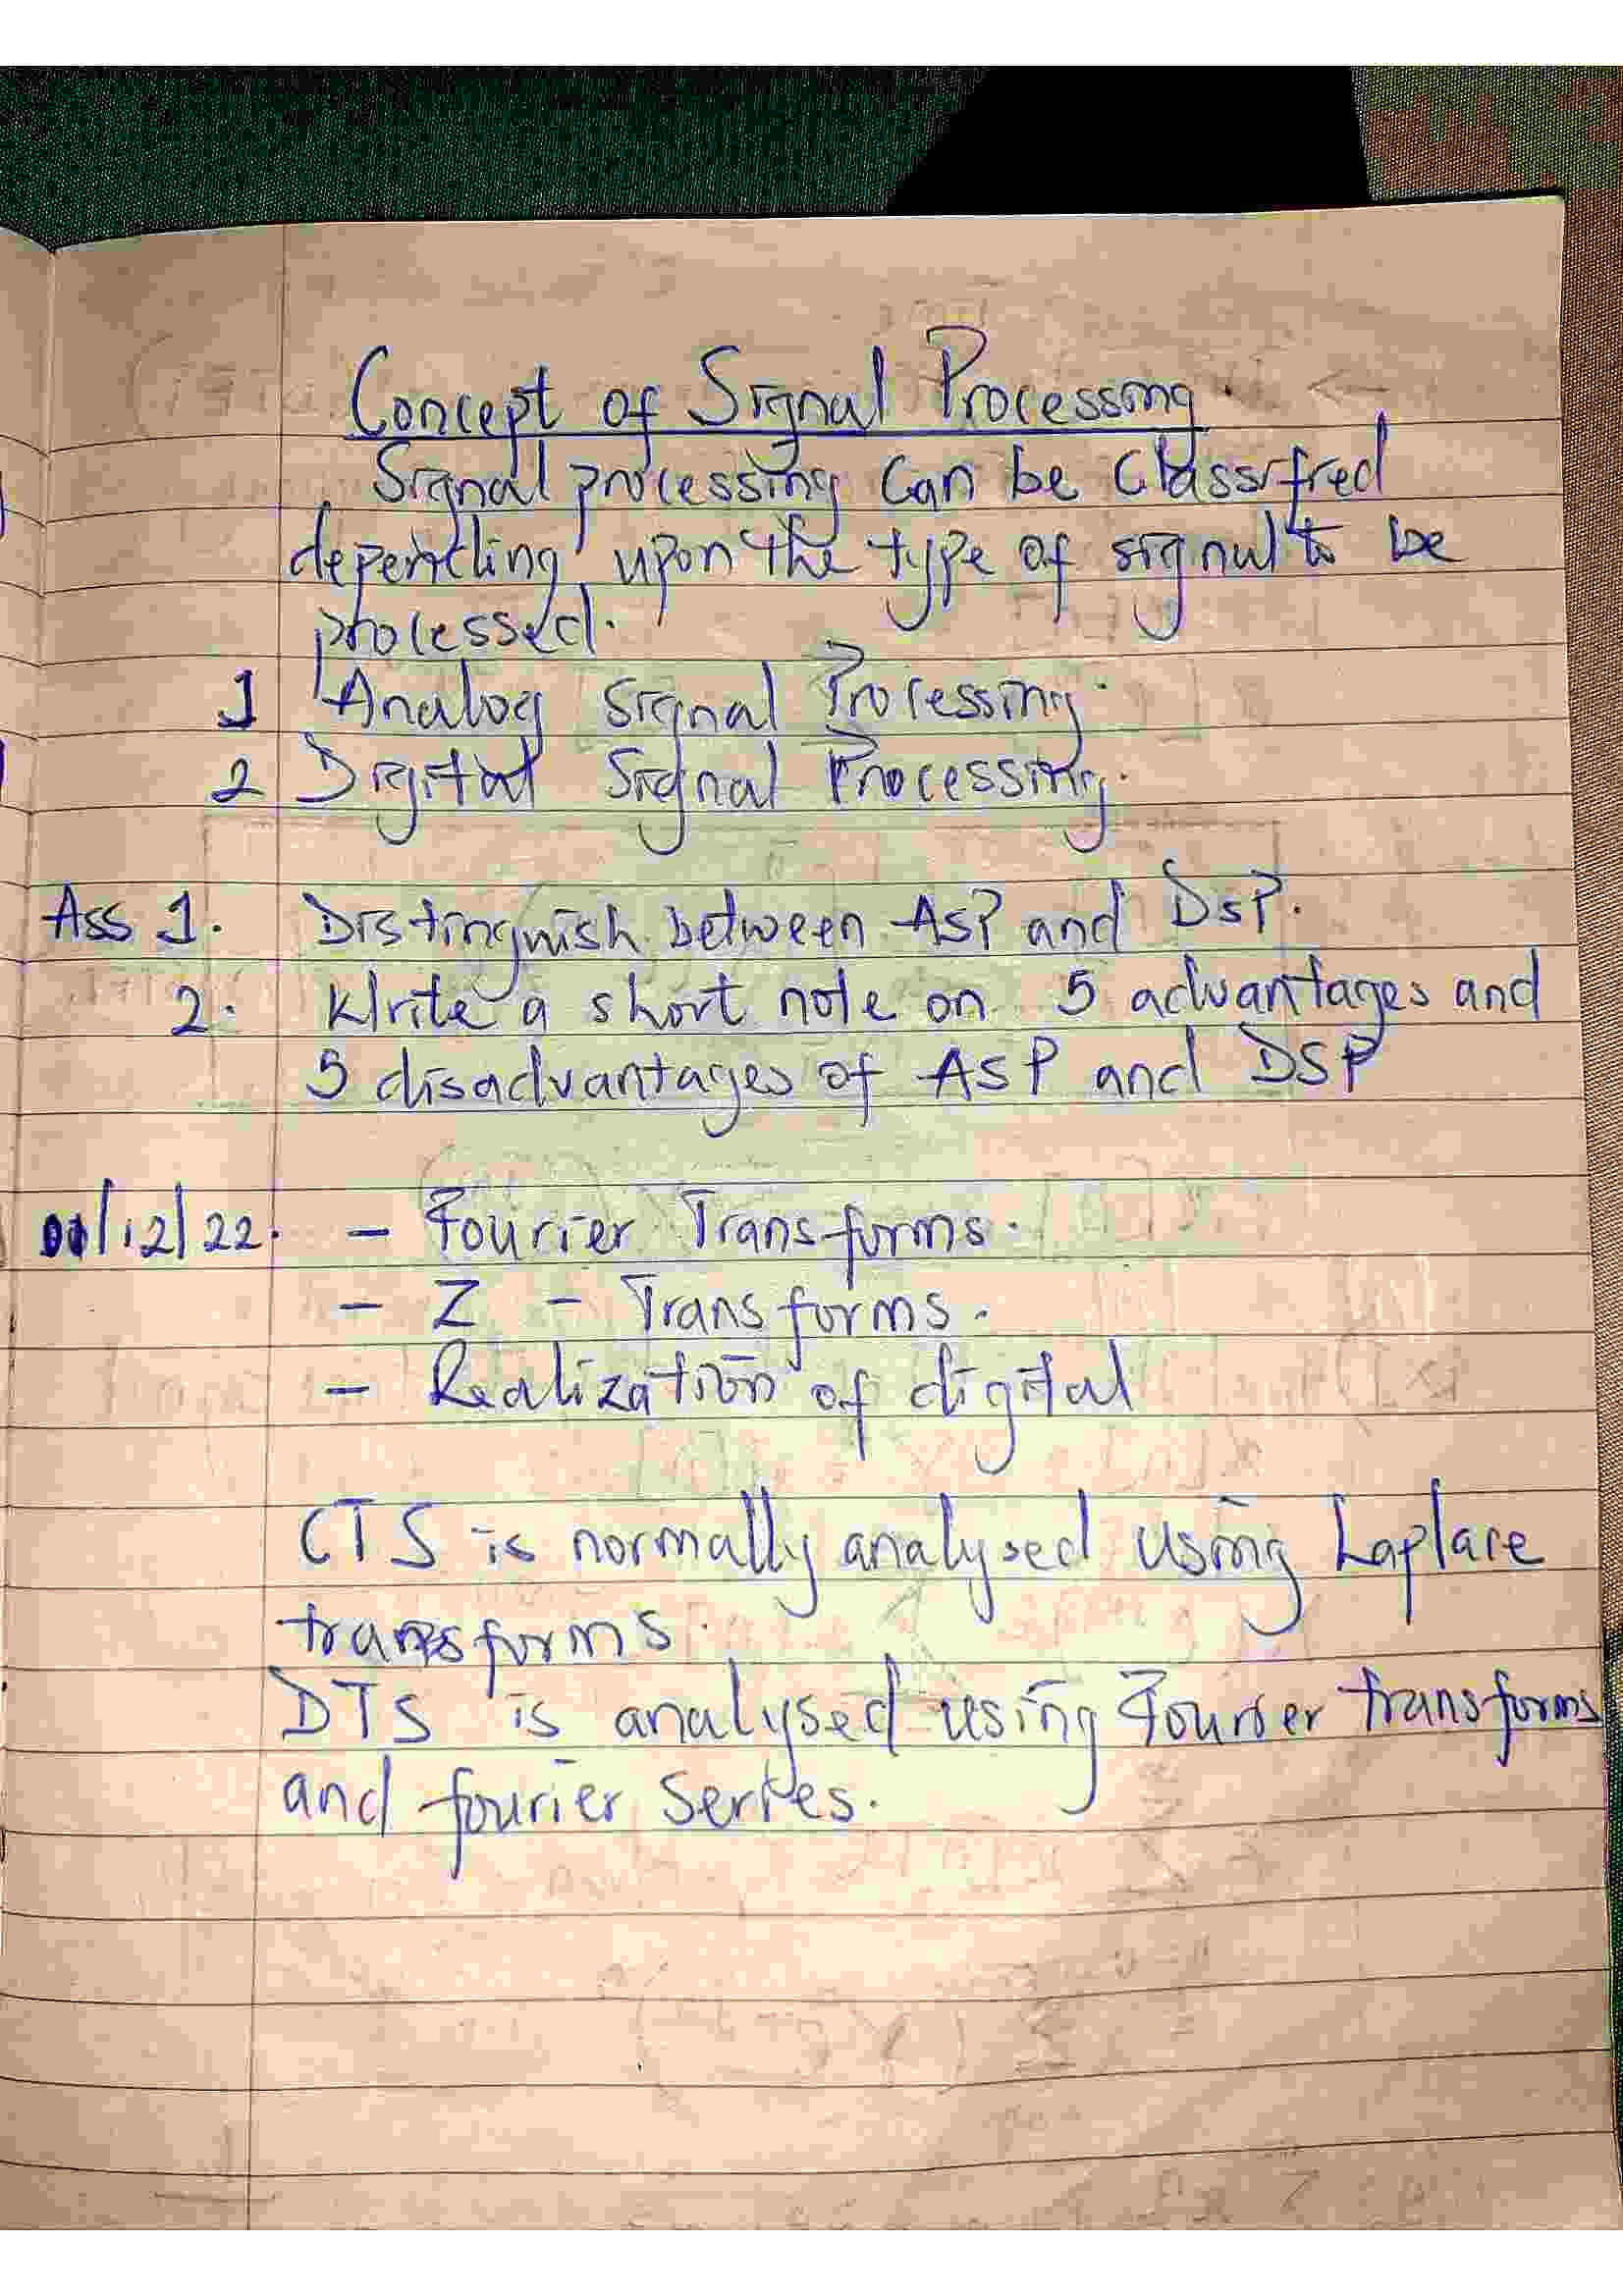 Concept of Signal Processing.
Signal processing can be classified
depending upon the type of signal to be
processed.
1 Analog Signal Processing.
2 Digital Signal Processing.
Ass 1. Distinguish between ASP and DSP.
2. Write a short note on 5 advantages and
5 disadvantages of ASP and DSP
01/12/22. - Fourier Transforms.
- Z - Transforms.
- Realization of digital
CTS is normally analysed using Laplace
transforms.
DTS is analysed using Fourier transforms
and fourier series.